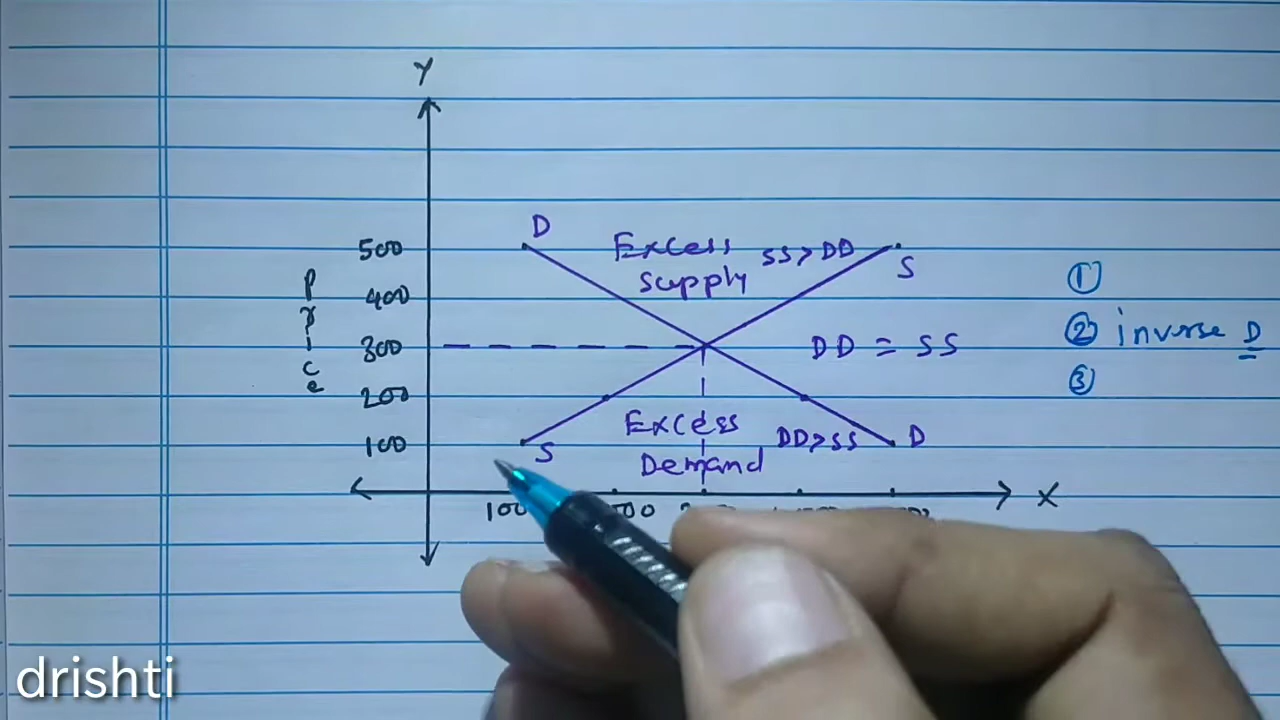 Y
D
Excess SS>DD
500
S
supply
①
Price
400
② inverse D
300
DD = SS
③
200
Excess
DD>SS
D
100
S
Demand
X
drishti